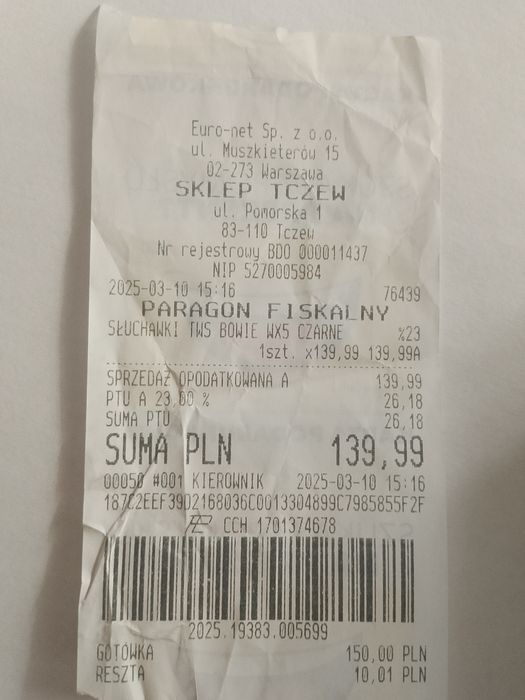 Euro-net Sp. z o.o.
ul. Muszkieterów 15
02-273 Warszawa
SKLEP TCZEW
ul. Pomorska 1
83-110 Tczew
Nr rejestrowy BDO 000011437
NIP 5270005984
2025-03-10 15:16 76439
PARAGON FISKALNY
SŁUCHAWKI TWS BOWIE WX5 CZARNE %23
1szt. x139,99 139,99A
SPRZEDAŻ OPODATKOWANA A 139,99
PTU A 23,00 % 26,18
SUMA PTU 26,18
SUMA PLN 139,99
00050 #001 KIEROWNIK 2025-03-10 15:16
187C2EEF39D2168036C0013304899C7985855F2F
CCH 1701374678
2025.19383.005699
GOTÓWKA 150,00 PLN
RESZTA 10,01 PLN